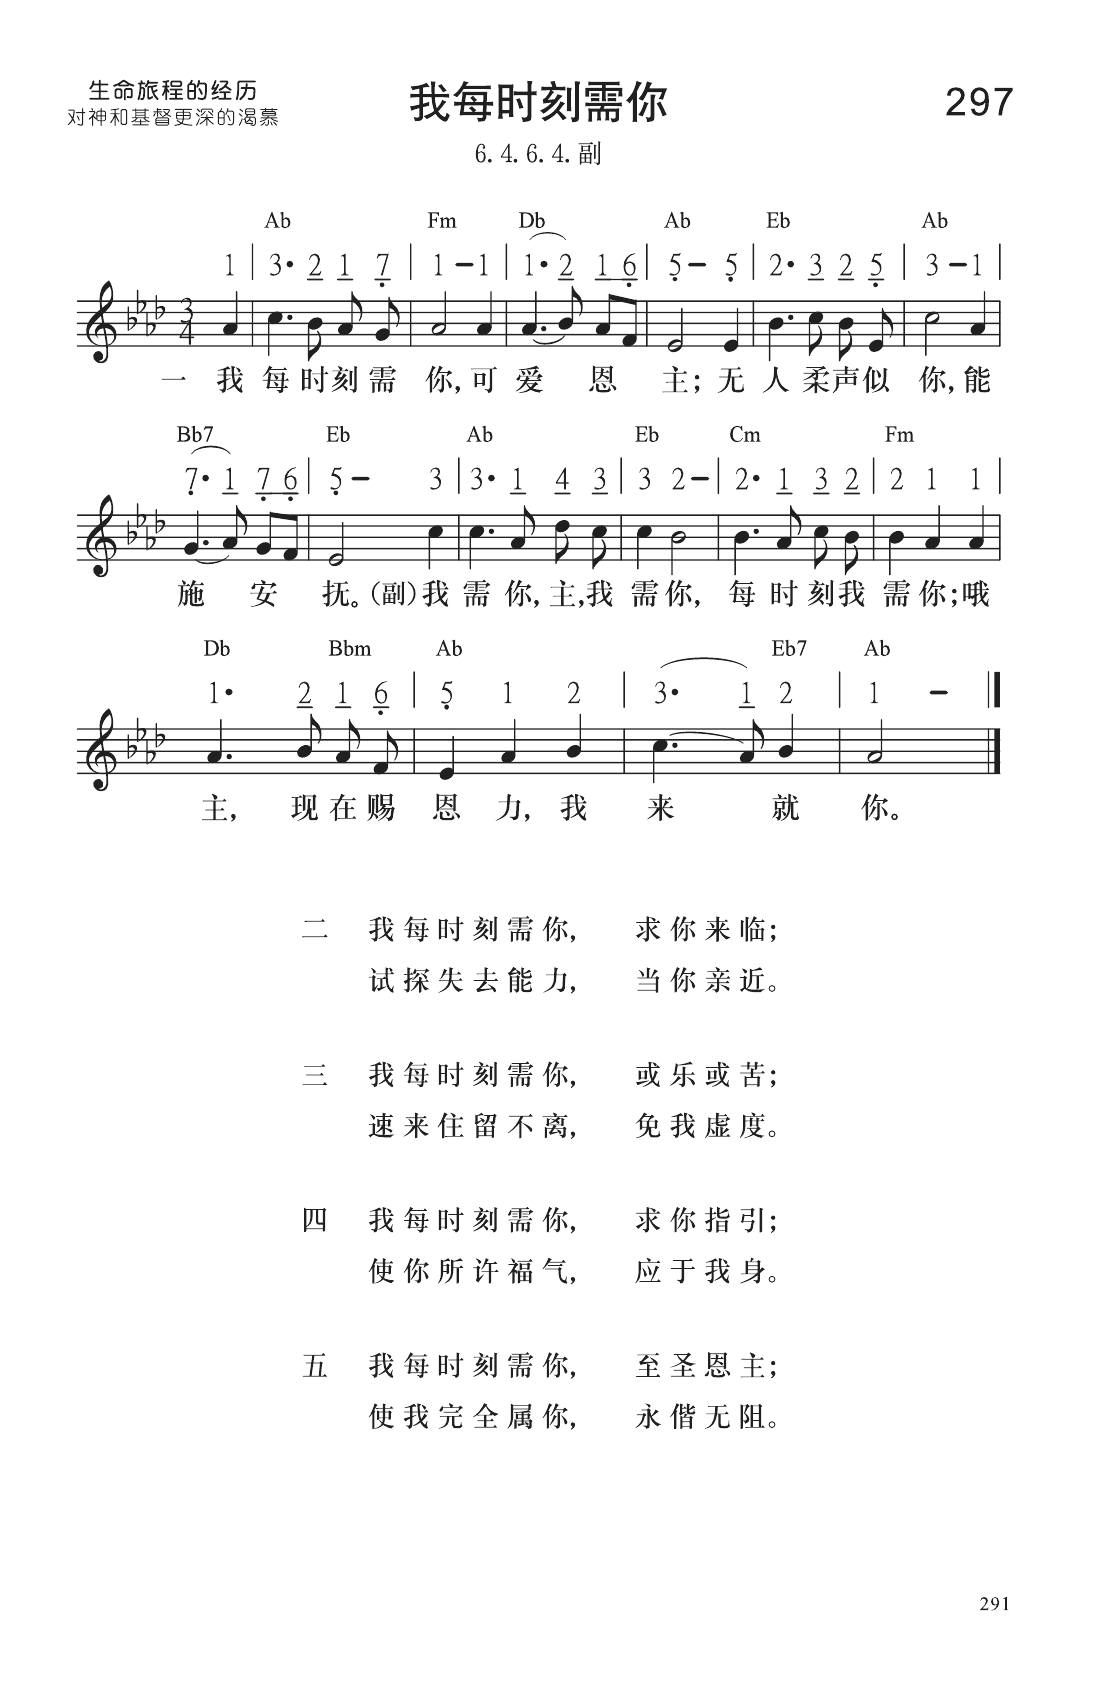 生命旅程的经历
对神和基督更深的渴慕
我每时刻需你
297
6.4.6.4.副
Ab Fm Db Ab Eb Ab
1 | 3· 2 1 7 | 1 - 1 | 1· 2 1 6 | 5 - 5 | 2· 3 2 5 | 3 - 1 |
3
4
一 我 每 时 刻 需 你,可 爱 恩 主; 无 人 柔 声 似 你,能
Bb7 Eb Ab Eb Cm Fm
7· 1 7 6 | 5 - 3 | 3· 1 4 3 | 3 2 - | 2· 1 3 2 | 2 1 1 |
施 安 抚。(副)我 需 你,主,我 需 你, 每 时 刻 我 需 你;哦
Db Bbm Ab Eb7 Ab
1· 2 1 6 | 5 1 2 | 3· 1 2 | 1 -
主, 现 在 赐 恩 力,我 来 就 你。
二 我每时刻需你, 求你来临;
试探失去能力, 当你亲近。
三 我每时刻需你, 或乐或苦;
速来住留不离, 免我虚度。
四 我每时刻需你, 求你指引;
使你所许福气, 应于我身。
五 我每时刻需你, 至圣恩主;
使我完全属你, 永偕无阻。
291